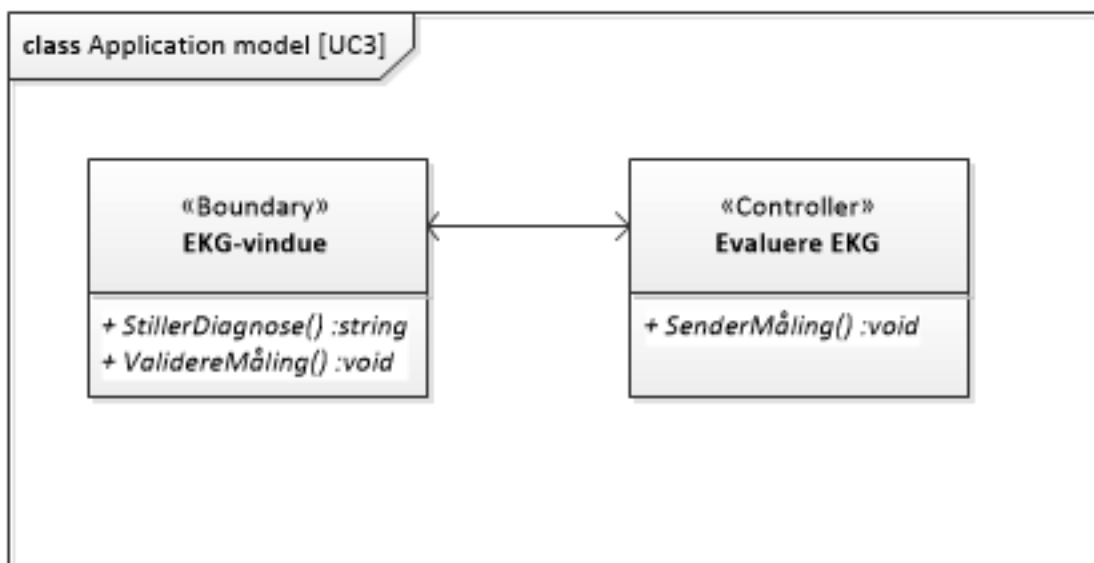 class Application model [UC3]
«Boundary»
EKG-vindue
+ StillerDiagnose() :string
+ ValidereMåling() :void
«Controller»
Evaluere EKG
+ SenderMåling() :void